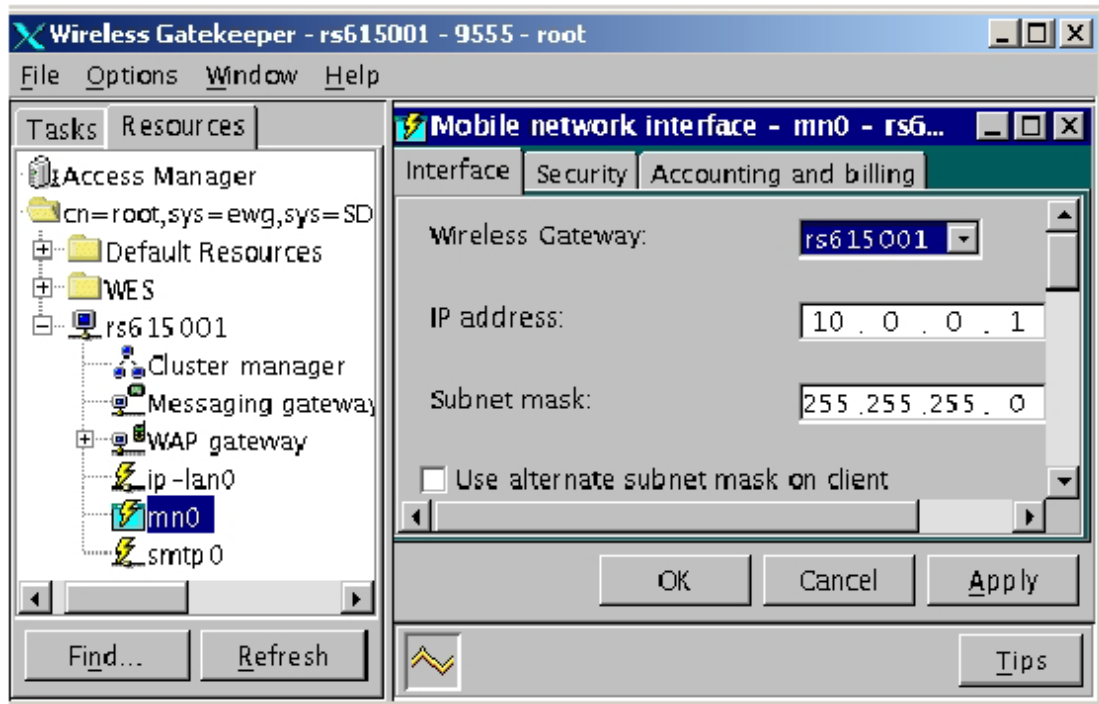 Wireless Gatekeeper - rs615001 - 9555 - root
File Options Window Help
Tasks Resources
Access Manager
cn=root,sys=ewg,sys=SD
Default Resources
WES
rs615001
Cluster manager
Messaging gateway
WAP gateway
ip-lan0
mn0
smtp0
Find... Refresh
Mobile network interface - mn0 - rs6...
Interface Security Accounting and billing
Wireless Gateway: rs615001
IP address: 10 . 0 . 0 . 1
Subnet mask: 255 .255 .255 . 0
Use alternate subnet mask on client
OK Cancel Apply
Tips